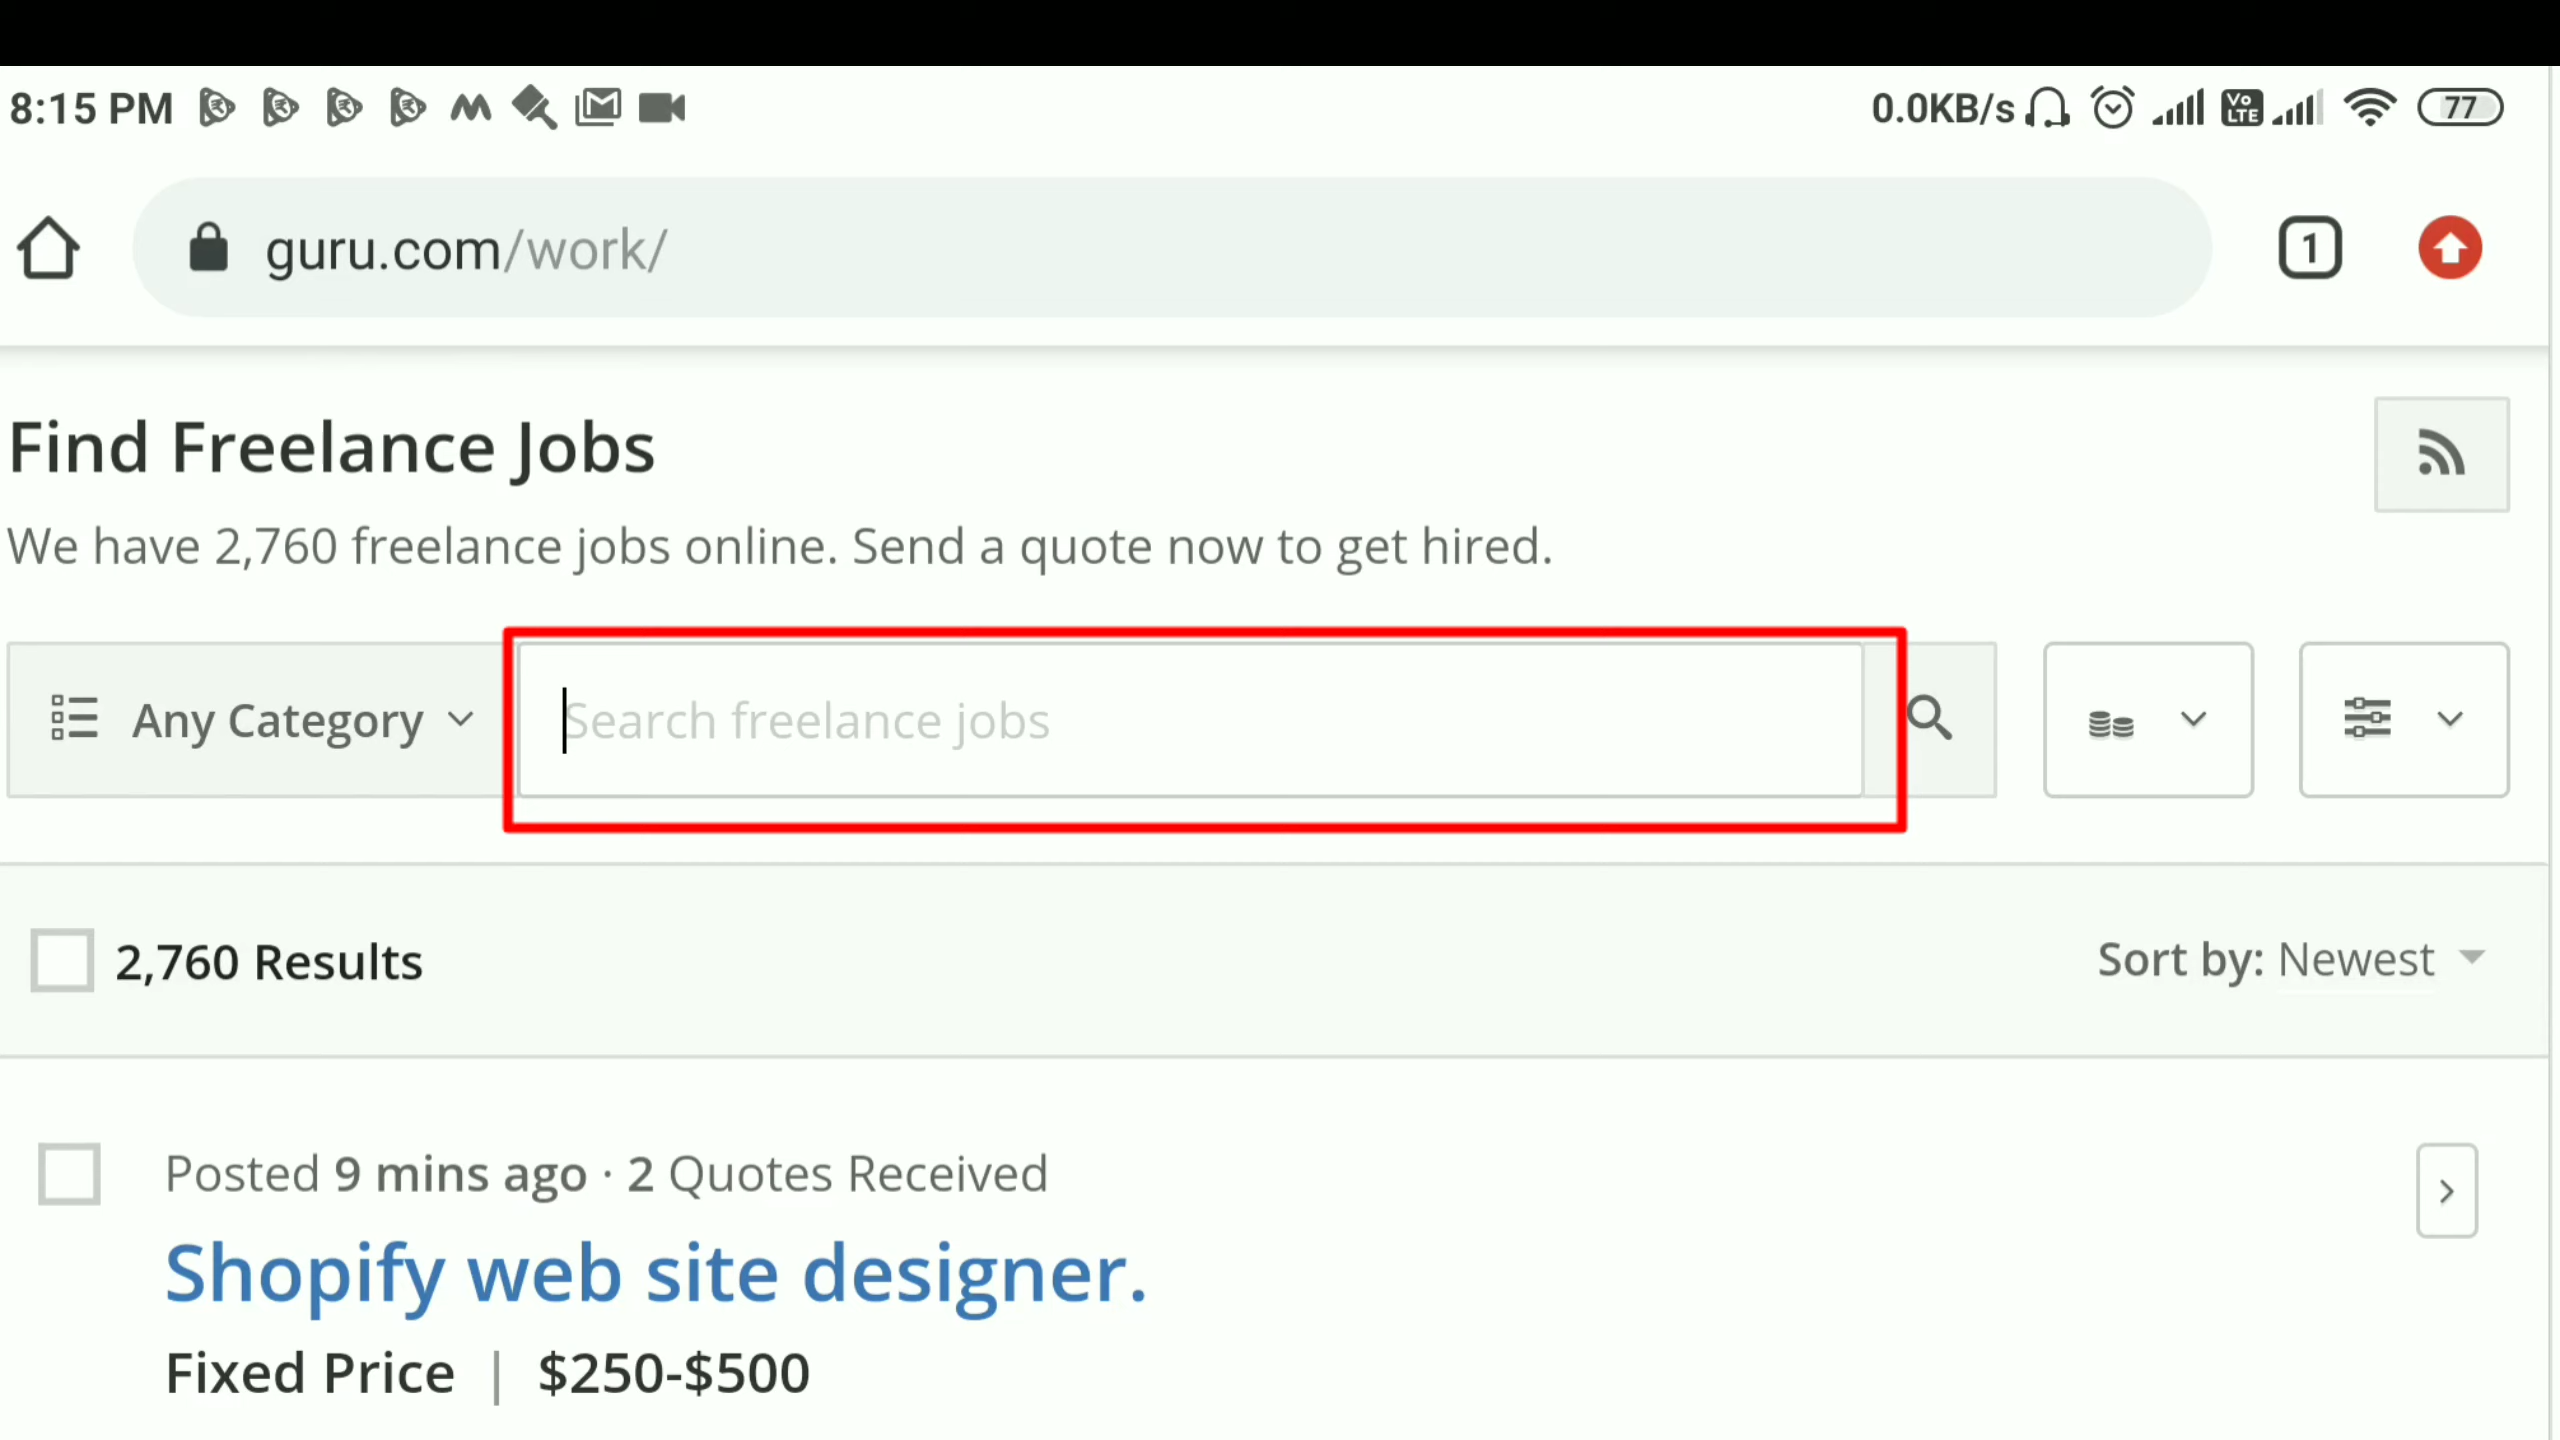 8:15 PM 0.0KB/s Vo LTE 77
guru.com/work/ 1
Find Freelance Jobs
We have 2,760 freelance jobs online. Send a quote now to get hired.
Any Category Search freelance jobs
2,760 Results Sort by: Newest
Posted 9 mins ago · 2 Quotes Received
Shopify web site designer.
Fixed Price | $250-$500